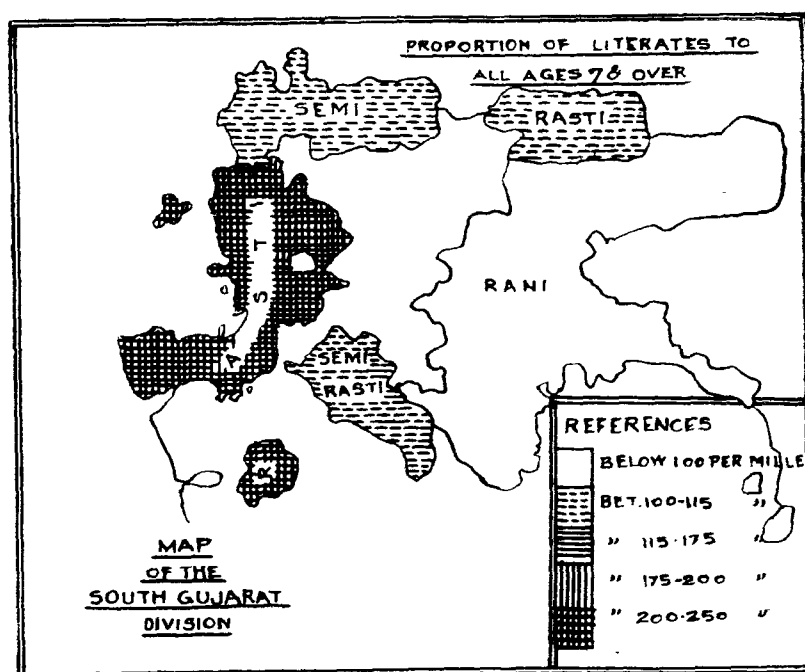 PROPORTION OF LITERATES TO
ALL AGES 7 & OVER
SEMI
RASTI
RANI
RASTI
SEMI
RASTI
REFERENCES
BELOW 100 PER MILLE
BET. 100-115 "
" 115-175 "
" 175-200 "
" 200-250 "
MAP
OF THE
SOUTH GUJARAT
DIVISION